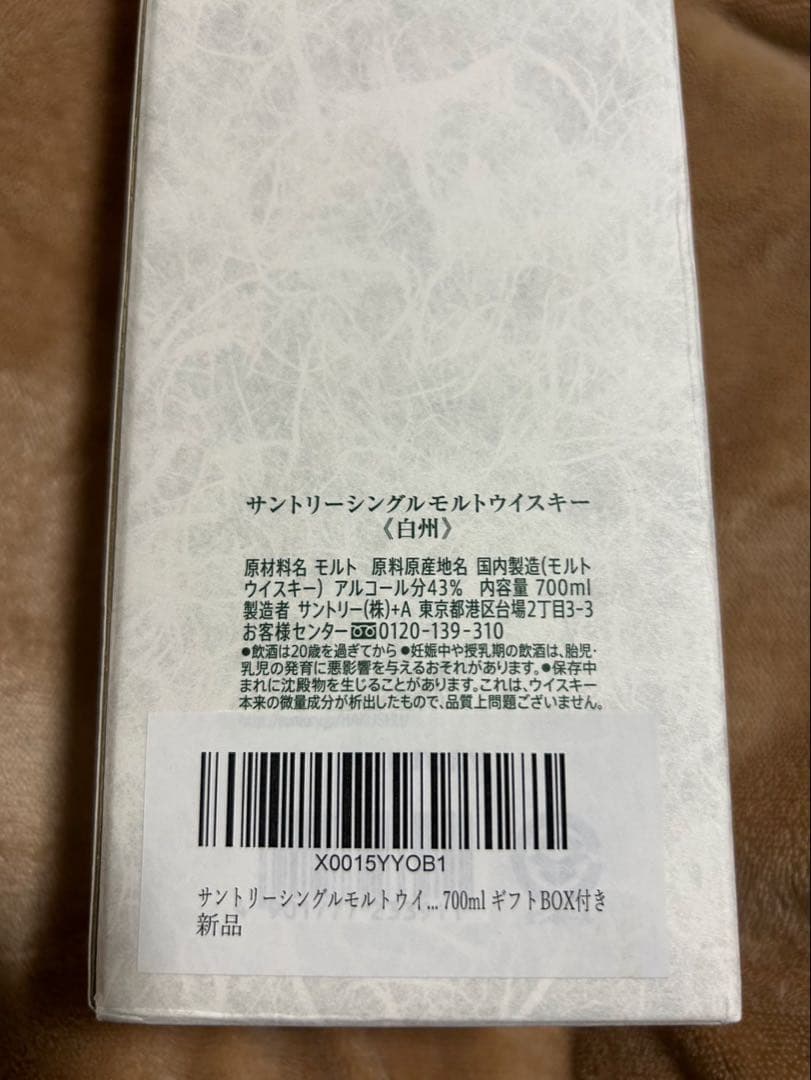 サントリーシングルモルトウイスキー
《白州》
原材料名 モルト 原料原産地名 国内製造(モルト
ウイスキー) アルコール分43% 内容量 700ml
製造者 サントリー(株)+A 東京都港区台場2丁目3-3
お客様センター 0120-139-310
●飲酒は20歳を過ぎてから ●妊娠中や授乳期の飲酒は、胎児・
乳児の発育に悪影響を与えるおそれがあります。●保存中
まれに沈殿物を生じることがあります。これは、ウイスキー
本来の微量成分が析出したもので、品質上問題ございません。
X0015YYOB1
サントリーシングルモルトウイ... 700ml ギフトBOX付き
新品